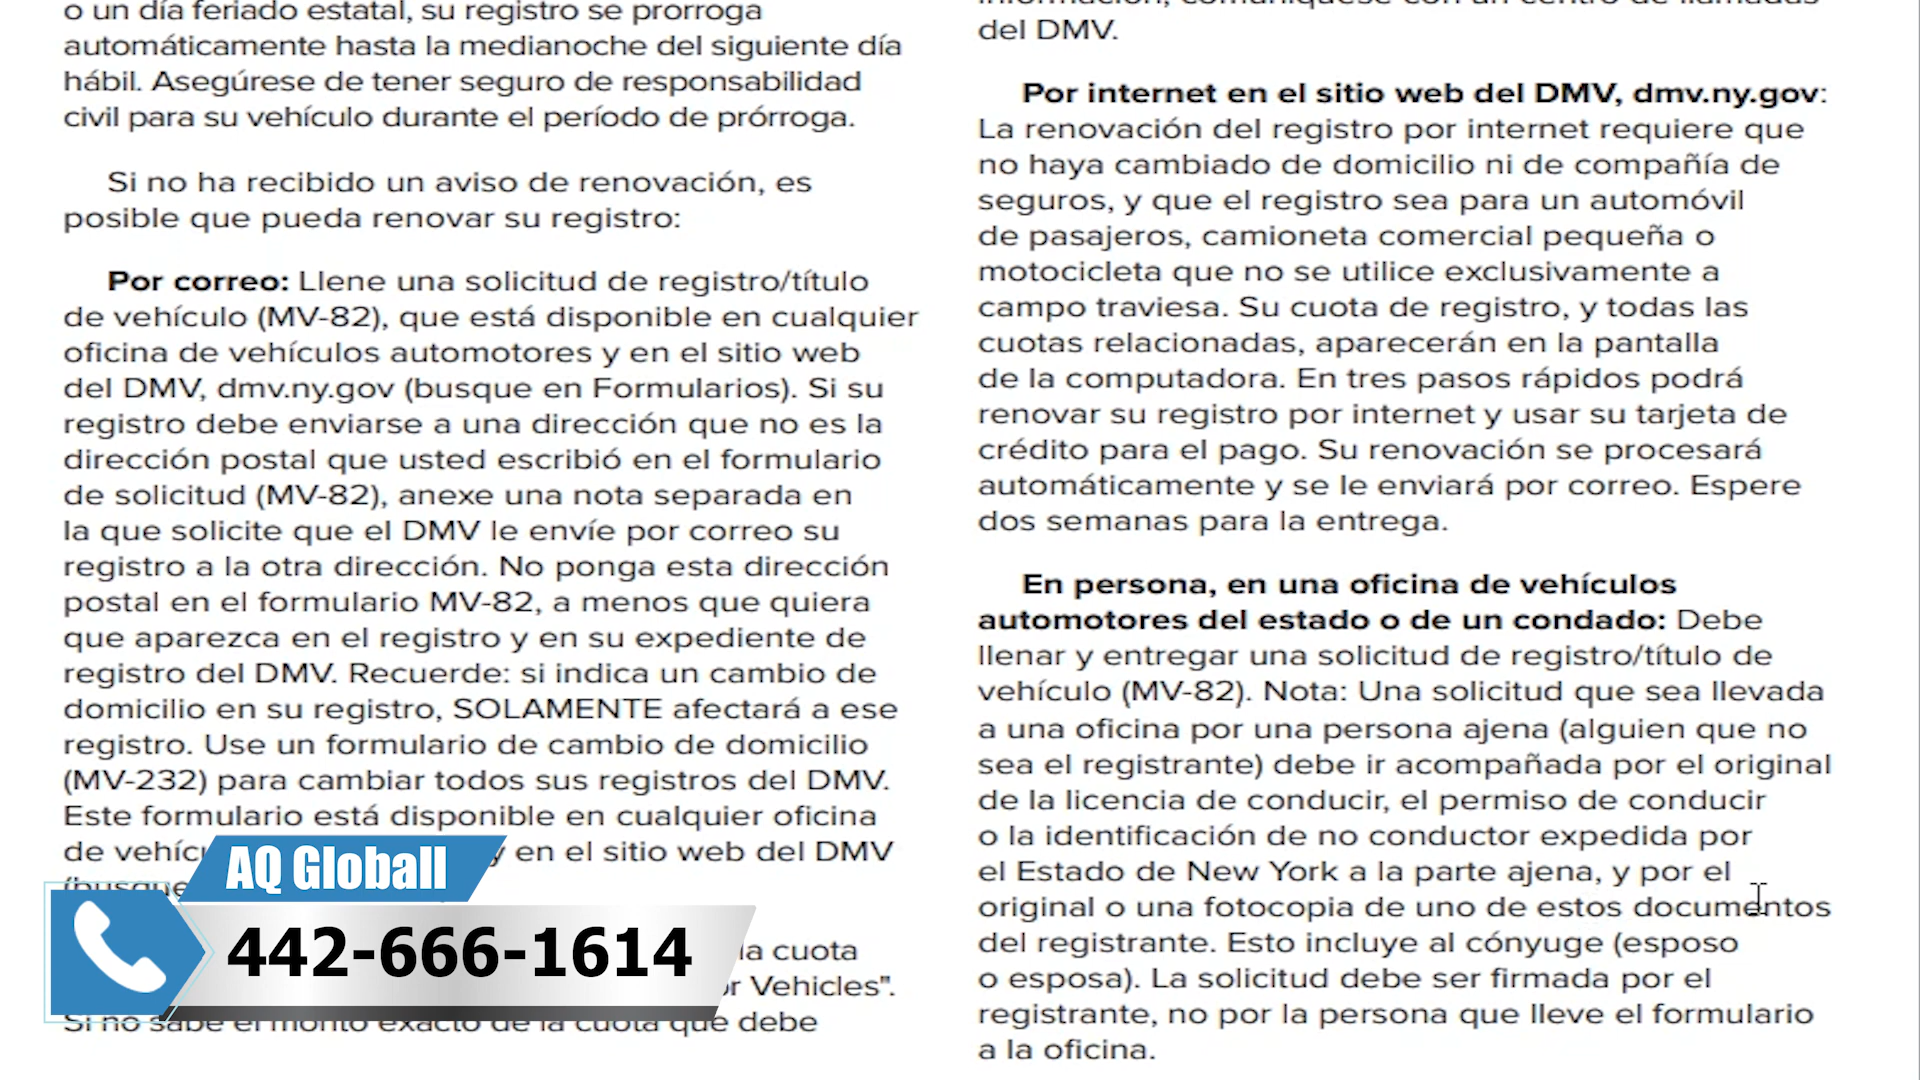 o un día feriado estatal, su registro se prorroga
automáticamente hasta la medianoche del siguiente día
hábil. Asegúrese de tener seguro de responsabilidad
civil para su vehículo durante el período de prórroga.
Si no ha recibido un aviso de renovación, es
posible que pueda renovar su registro:
Por correo: Llene una solicitud de registro/título
de vehículo (MV-82), que está disponible en cualquier
oficina de vehículos automotores y en el sitio web
del DMV, dmv.ny.gov (busque en Formularios). Si su
registro debe enviarse a una dirección que no es la
dirección postal que usted escribió en el formulario
de solicitud (MV-82), anexe una nota separada en
la que solicite que el DMV le envíe por correo su
registro a la otra dirección. No ponga esta dirección
postal en el formulario MV-82, a menos que quiera
que aparezca en el registro y en su expediente de
registro del DMV. Recuerde: si indica un cambio de
domicilio en su registro, SOLAMENTE afectará a ese
registro. Use un formulario de cambio de domicilio
(MV-232) para cambiar todos sus registros del DMV.
Este formulario está disponible en cualquier oficina
de y en el sitio web del DMV
(busque
la cuota
Vehicles".
Si no sabe el monto exacto de la cuota que debe
AQ Globall
442-666-1614
información, comuníquese con un centro de llamadas
del DMV.
Por internet en el sitio web del DMV, dmv.ny.gov:
La renovación del registro por internet requiere que
no haya cambiado de domicilio ni de compañía de
seguros, y que el registro sea para un automóvil
de pasajeros, camioneta comercial pequeña o
motocicleta que no se utilice exclusivamente a
campo traviesa. Su cuota de registro, y todas las
cuotas relacionadas, aparecerán en la pantalla
de la computadora. En tres pasos rápidos podrá
renovar su registro por internet y usar su tarjeta de
crédito para el pago. Su renovación se procesará
automáticamente y se le enviará por correo. Espere
dos semanas para la entrega.
En persona, en una oficina de vehículos
automotores del estado o de un condado: Debe
llenar y entregar una solicitud de registro/título de
vehículo (MV-82). Nota: Una solicitud que sea llevada
a una oficina por una persona ajena (alguien que no
sea el registrante) debe ir acompañada por el original
de la licencia de conducir, el permiso de conducir
o la identificación de no conductor expedida por
el Estado de New York a la parte ajena, y por el
original o una fotocopia de uno de estos documentos
del registrante. Esto incluye al cónyuge (esposo
o esposa). La solicitud debe ser firmada por el
registrante, no por la persona que lleve el formulario
a la oficina.